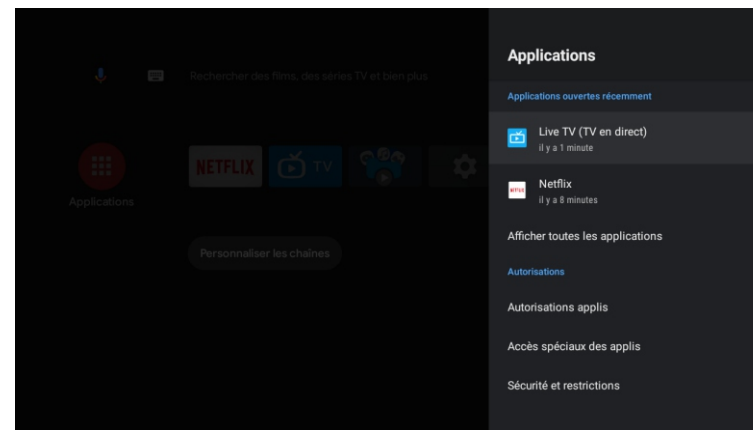 Rechercher des films, des séries TV et bien plus
NETFLIX
TV
Applications
Personnaliser les chaînes
Applications
Applications ouvertes récemment
Live TV (TV en direct)
il y a 1 minute
NETFLIX
Netflix
il y a 8 minutes
Afficher toutes les applications
Autorisations
Autorisations applis
Accès spéciaux des applis
Sécurité et restrictions